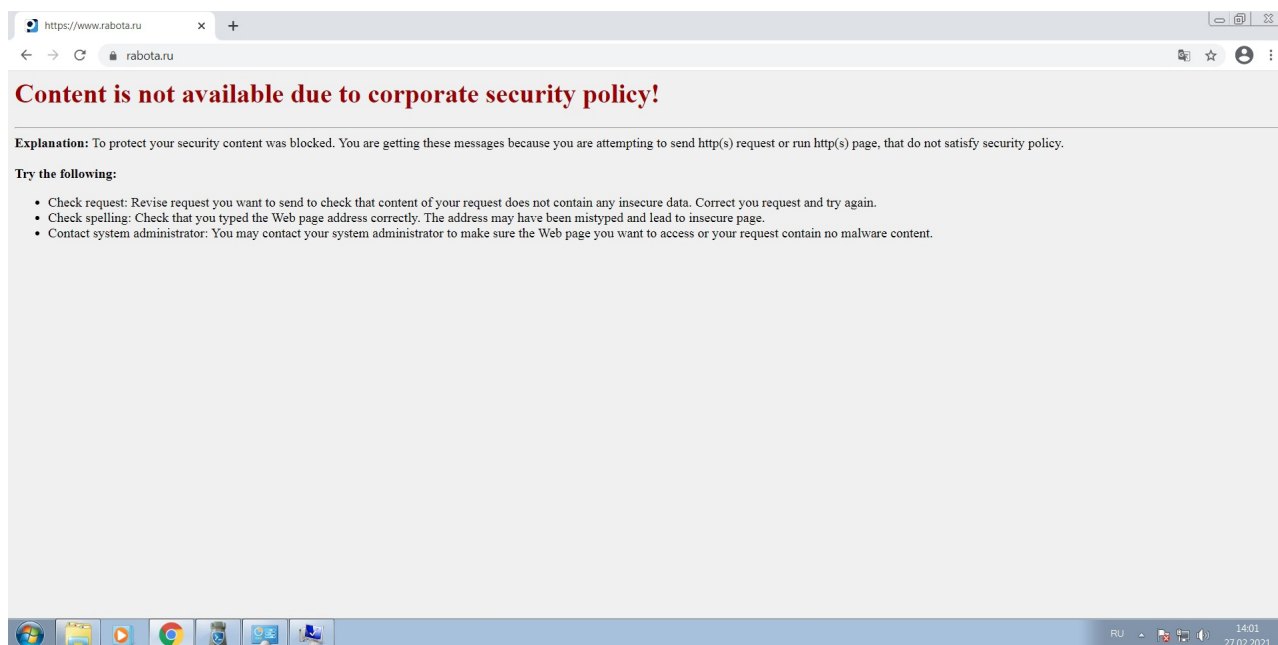 https://www.rabota.ru
rabota.ru
Content is not available due to corporate security policy!
Explanation: To protect your security content was blocked. You are getting these messages because you are attempting to send http(s) request or run http(s) page, that do not satisfy security policy.
Try the following:
• Check request: Revise request you want to send to check that content of your request does not contain any insecure data. Correct you request and try again.
• Check spelling: Check that you typed the Web page address correctly. The address may have been mistyped and lead to insecure page.
• Contact system administrator: You may contact your system administrator to make sure the Web page you want to access or your request contain no malware content.
RU
14:01
27.02.2021